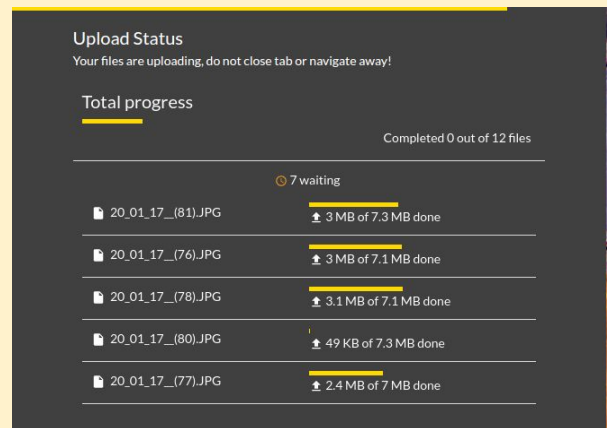 Upload Status
Your files are uploading, do not close tab or navigate away!
Total progress
Completed 0 out of 12 files
7 waiting
20_01_17__(81).JPG
3 MB of 7.3 MB done
20_01_17__(76).JPG
3 MB of 7.1 MB done
20_01_17__(78).JPG
3.1 MB of 7.1 MB done
20_01_17__(80).JPG
49 KB of 7.3 MB done
20_01_17__(77).JPG
2.4 MB of 7 MB done